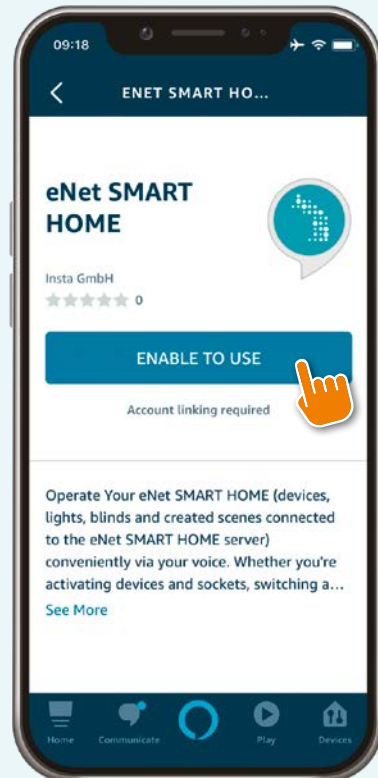 09:18
ENET SMART HO...
eNet SMART
HOME
Insta GmbH
0
ENABLE TO USE
Account linking required
Operate Your eNet SMART HOME (devices,
lights, blinds and created scenes connected
to the eNet SMART HOME server)
conveniently via your voice. Whether you're
activating devices and sockets, switching a...
See More
Home Communicate Play Devices